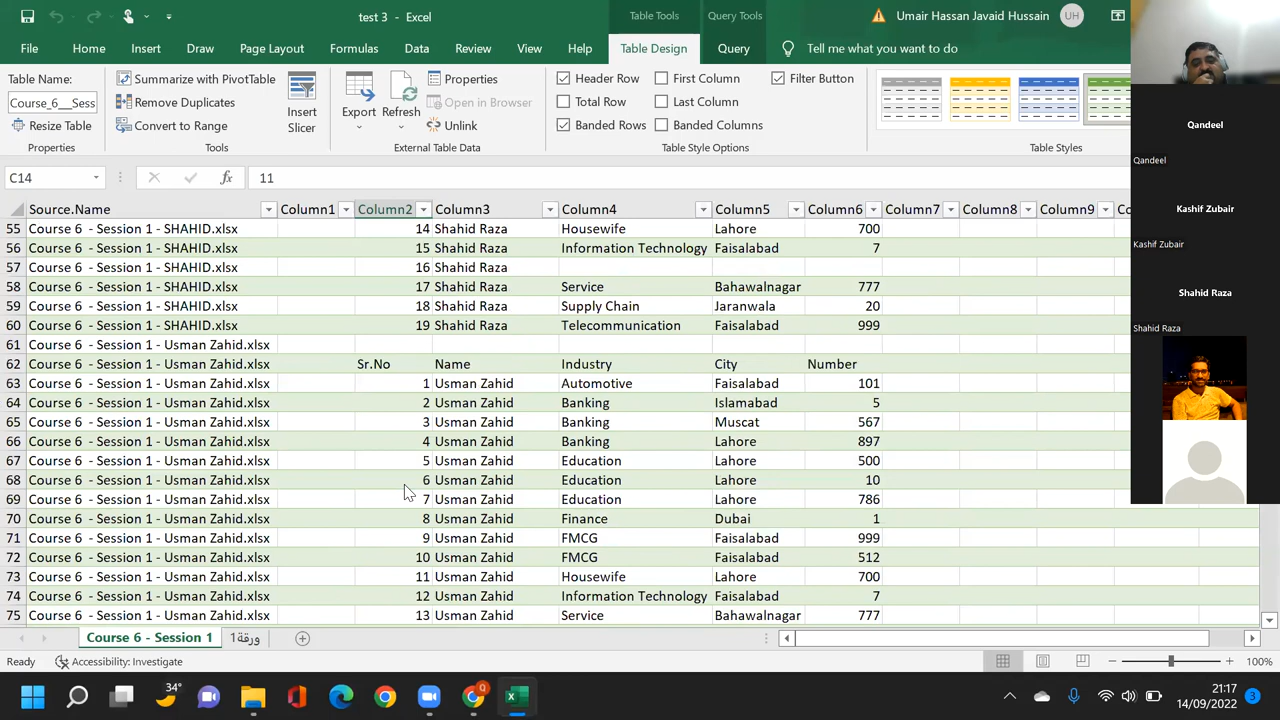 test 3 - Excel
Table Tools
Query Tools
Umair Hassan Javaid Hussain
UH
File
Home
Insert
Draw
Page Layout
Formulas
Data
Review
View
Help
Table Design
Query
Tell me what you want to do
Table Name:
Course_6___Sess
Resize Table
Properties
Summarize with PivotTable
Remove Duplicates
Convert to Range
Insert Slicer
Tools
Export
Refresh
Properties
Open in Browser
Unlink
External Table Data
Header Row
Total Row
Banded Rows
First Column
Last Column
Banded Columns
Filter Button
Table Style Options
Table Styles
C14
fx
11
Source.Name Column1 Column2 Column3 Column4 Column5 Column6 Column7 Column8 Column9 Co
55 Course 6 - Session 1 - SHAHID.xlsx 14 Shahid Raza Housewife Lahore 700
56 Course 6 - Session 1 - SHAHID.xlsx 15 Shahid Raza Information Technology Faisalabad 7
57 Course 6 - Session 1 - SHAHID.xlsx 16 Shahid Raza
58 Course 6 - Session 1 - SHAHID.xlsx 17 Shahid Raza Service Bahawalnagar 777
59 Course 6 - Session 1 - SHAHID.xlsx 18 Shahid Raza Supply Chain Jaranwala 20
60 Course 6 - Session 1 - SHAHID.xlsx 19 Shahid Raza Telecommunication Faisalabad 999
61 Course 6 - Session 1 - Usman Zahid.xlsx
62 Course 6 - Session 1 - Usman Zahid.xlsx Sr.No Name Industry City Number
63 Course 6 - Session 1 - Usman Zahid.xlsx 1 Usman Zahid Automotive Faisalabad 101
64 Course 6 - Session 1 - Usman Zahid.xlsx 2 Usman Zahid Banking Islamabad 5
65 Course 6 - Session 1 - Usman Zahid.xlsx 3 Usman Zahid Banking Muscat 567
66 Course 6 - Session 1 - Usman Zahid.xlsx 4 Usman Zahid Banking Lahore 897
67 Course 6 - Session 1 - Usman Zahid.xlsx 5 Usman Zahid Education Lahore 500
68 Course 6 - Session 1 - Usman Zahid.xlsx 6 Usman Zahid Education Lahore 10
69 Course 6 - Session 1 - Usman Zahid.xlsx 7 Usman Zahid Education Lahore 786
70 Course 6 - Session 1 - Usman Zahid.xlsx 8 Usman Zahid Finance Dubai 1
71 Course 6 - Session 1 - Usman Zahid.xlsx 9 Usman Zahid FMCG Faisalabad 999
72 Course 6 - Session 1 - Usman Zahid.xlsx 10 Usman Zahid FMCG Faisalabad 512
73 Course 6 - Session 1 - Usman Zahid.xlsx 11 Usman Zahid Housewife Lahore 700
74 Course 6 - Session 1 - Usman Zahid.xlsx 12 Usman Zahid Information Technology Faisalabad 7
75 Course 6 - Session 1 - Usman Zahid.xlsx 13 Usman Zahid Service Bahawalnagar 777
Qandeel
Qandeel
Kashif Zubair
Kashif Zubair
Shahid Raza
Shahid Raza
Course 6 - Session 1
ورقة1
Ready
Accessibility: Investigate
100%
34°
Q
21:17
14/09/2022
3